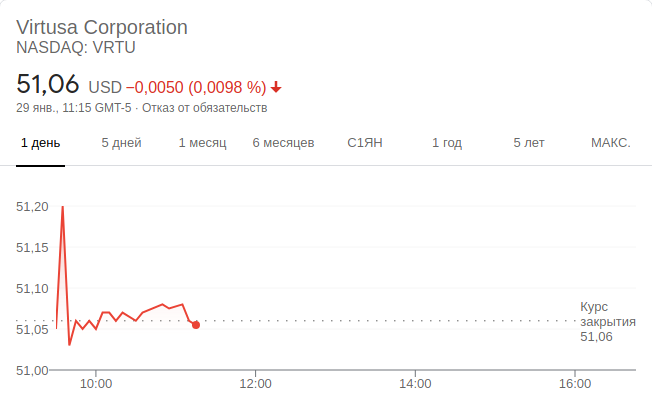 Virtusa Corporation
NASDAQ: VRTU
51,06 USD −0,0050 (0,0098 %)
29 янв., 11:15 GMT-5 · Отказ от обязательств
1 день 5 дней 1 месяц 6 месяцев С1ЯН 1 год 5 лет МАКС.
51,20
51,15
51,10
Курс
закрытия
51,06
51,05
51,00
10:00 12:00 14:00 16:00